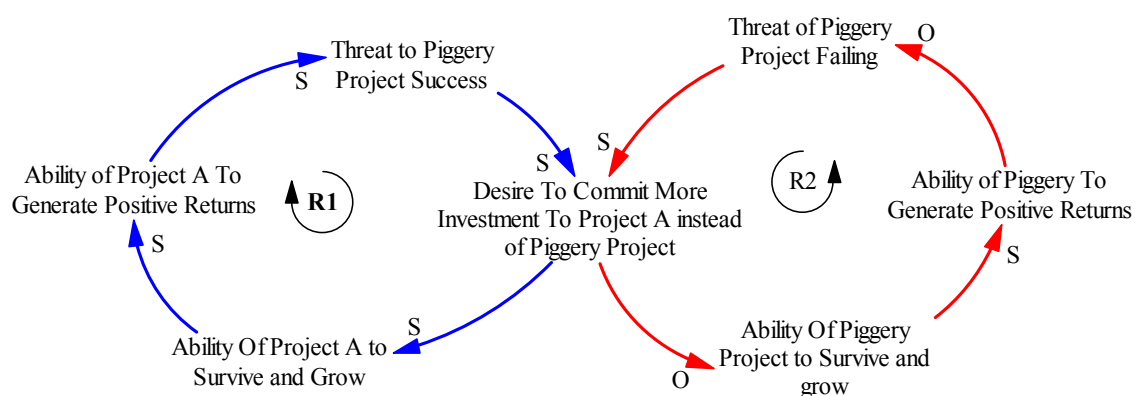 Threat to Piggery
Project Success
Threat of Piggery
Project Failing
O
S
S
S
Ability of Project A To
Generate Positive Returns
R1
Desire To Commit More
Investment To Project A instead
of Piggery Project
R2
Ability of Piggery To
Generate Positive Returns
S
S
S
Ability Of Project A to
Survive and Grow
O
Ability Of Piggery
Project to Survive and
grow